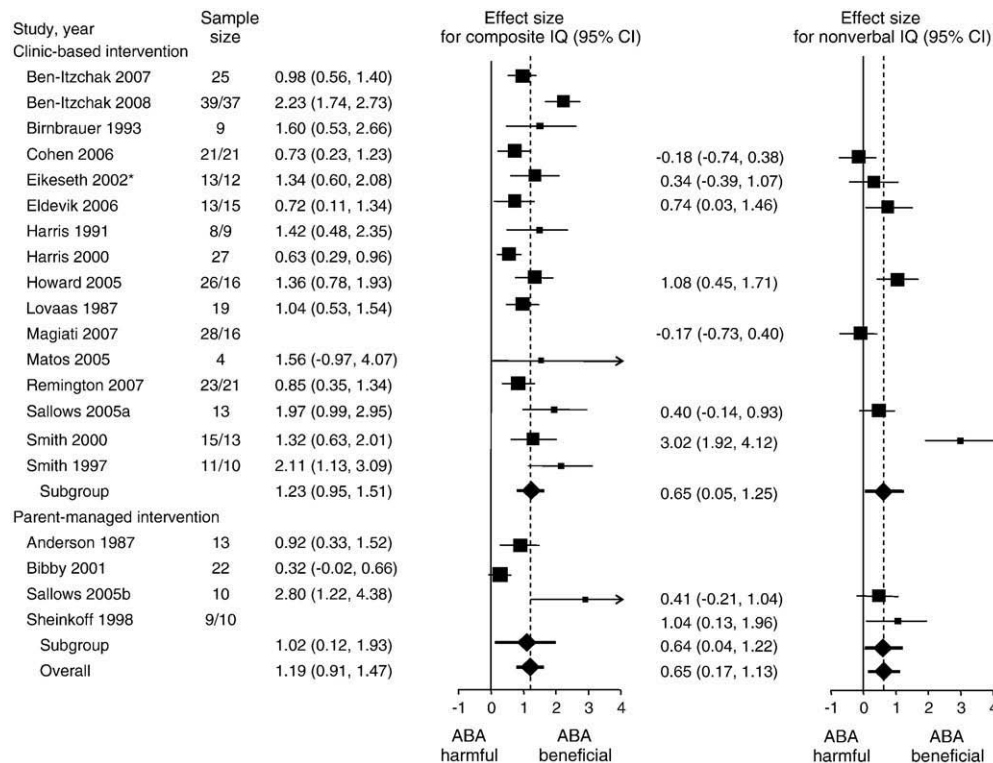 Study, year Sample size Effect size for composite IQ (95% CI) Effect size for nonverbal IQ (95% CI)
Clinic-based intervention
Ben-Itzchak 2007 25 0.98 (0.56, 1.40)
Ben-Itzchak 2008 39/37 2.23 (1.74, 2.73)
Birnbrauer 1993 9 1.60 (0.53, 2.66)
Cohen 2006 21/21 0.73 (0.23, 1.23) -0.18 (-0.74, 0.38)
Eikeseth 2002* 13/12 1.34 (0.60, 2.08) 0.34 (-0.39, 1.07)
Eldevik 2006 13/15 0.72 (0.11, 1.34) 0.74 (0.03, 1.46)
Harris 1991 8/9 1.42 (0.48, 2.35)
Harris 2000 27 0.63 (0.29, 0.96)
Howard 2005 26/16 1.36 (0.78, 1.93) 1.08 (0.45, 1.71)
Lovaas 1987 19 1.04 (0.53, 1.54)
Magiati 2007 28/16 -0.17 (-0.73, 0.40)
Matos 2005 4 1.56 (-0.97, 4.07)
Remington 2007 23/21 0.85 (0.35, 1.34)
Sallows 2005a 13 1.97 (0.99, 2.95) 0.40 (-0.14, 0.93)
Smith 2000 15/13 1.32 (0.63, 2.01) 3.02 (1.92, 4.12)
Smith 1997 11/10 2.11 (1.13, 3.09)
Subgroup 1.23 (0.95, 1.51) 0.65 (0.05, 1.25)
Parent-managed intervention
Anderson 1987 13 0.92 (0.33, 1.52)
Bibby 2001 22 0.32 (-0.02, 0.66)
Sallows 2005b 10 2.80 (1.22, 4.38) 0.41 (-0.21, 1.04)
Sheinkoff 1998 9/10 1.04 (0.13, 1.96)
Subgroup 1.02 (0.12, 1.93) 0.64 (0.04, 1.22)
Overall 1.19 (0.91, 1.47) 0.65 (0.17, 1.13)
-1 0 1 2 3 4 -1 0 1 2 3 4
ABA harmful ABA beneficial ABA harmful ABA beneficial